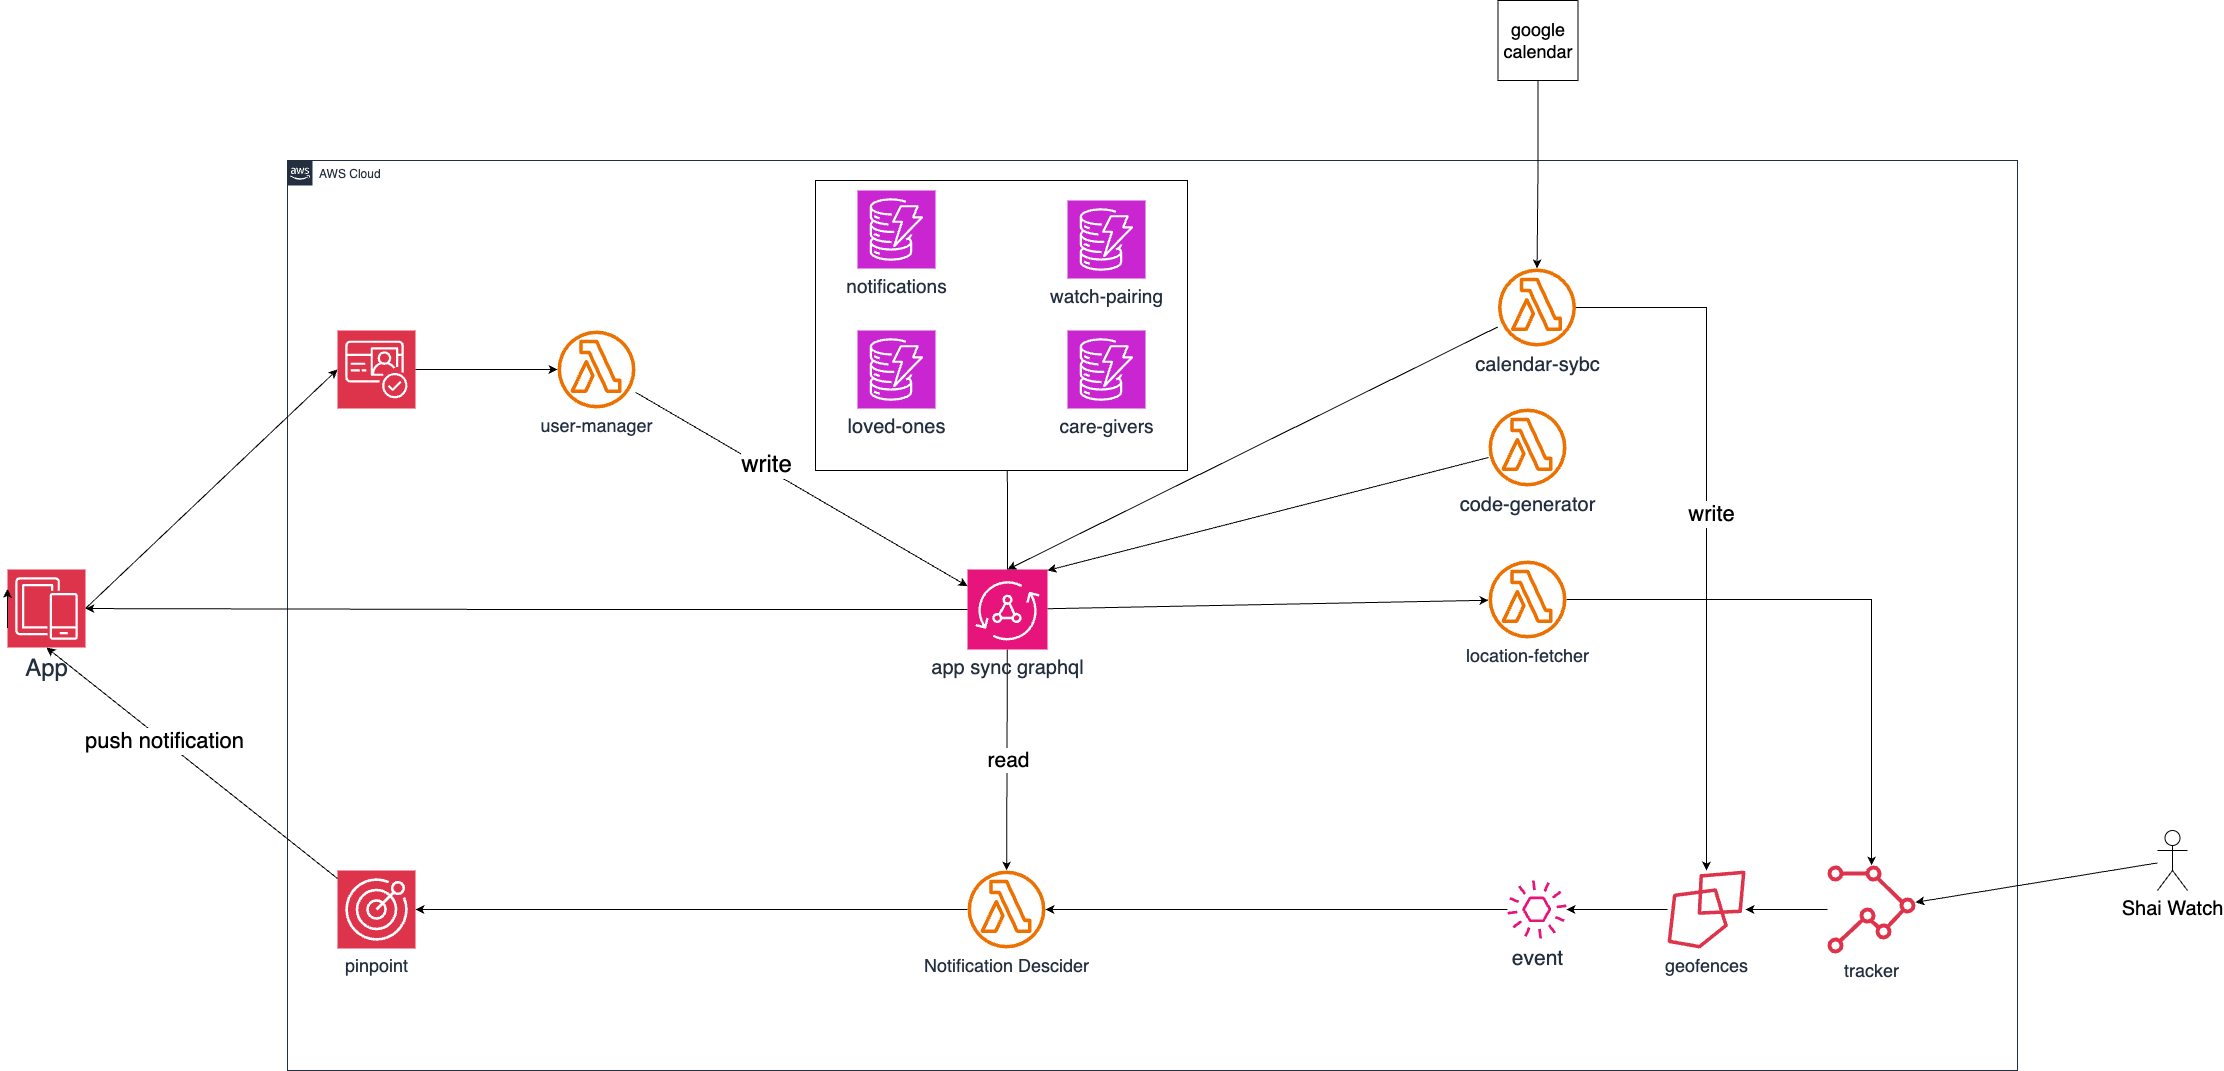 google
calendar
aws
AWS Cloud
notifications
watch-pairing
loved-ones
care-givers
user-manager
write
calendar-sybc
code-generator
write
location-fetcher
App
app sync graphql
push notification
read
pinpoint
Notification Descider
event
geofences
tracker
Shai Watch